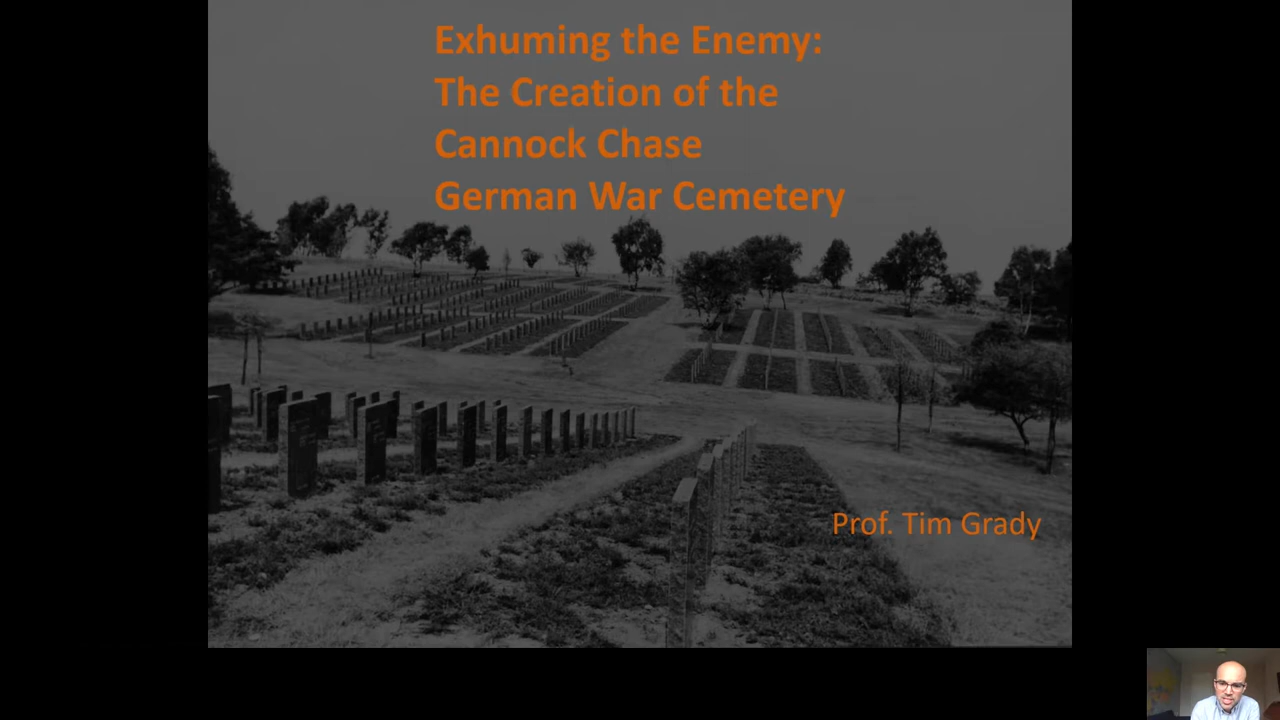 Exhuming the Enemy:
The Creation of the
Cannock Chase
German War Cemetery
Prof. Tim Grady